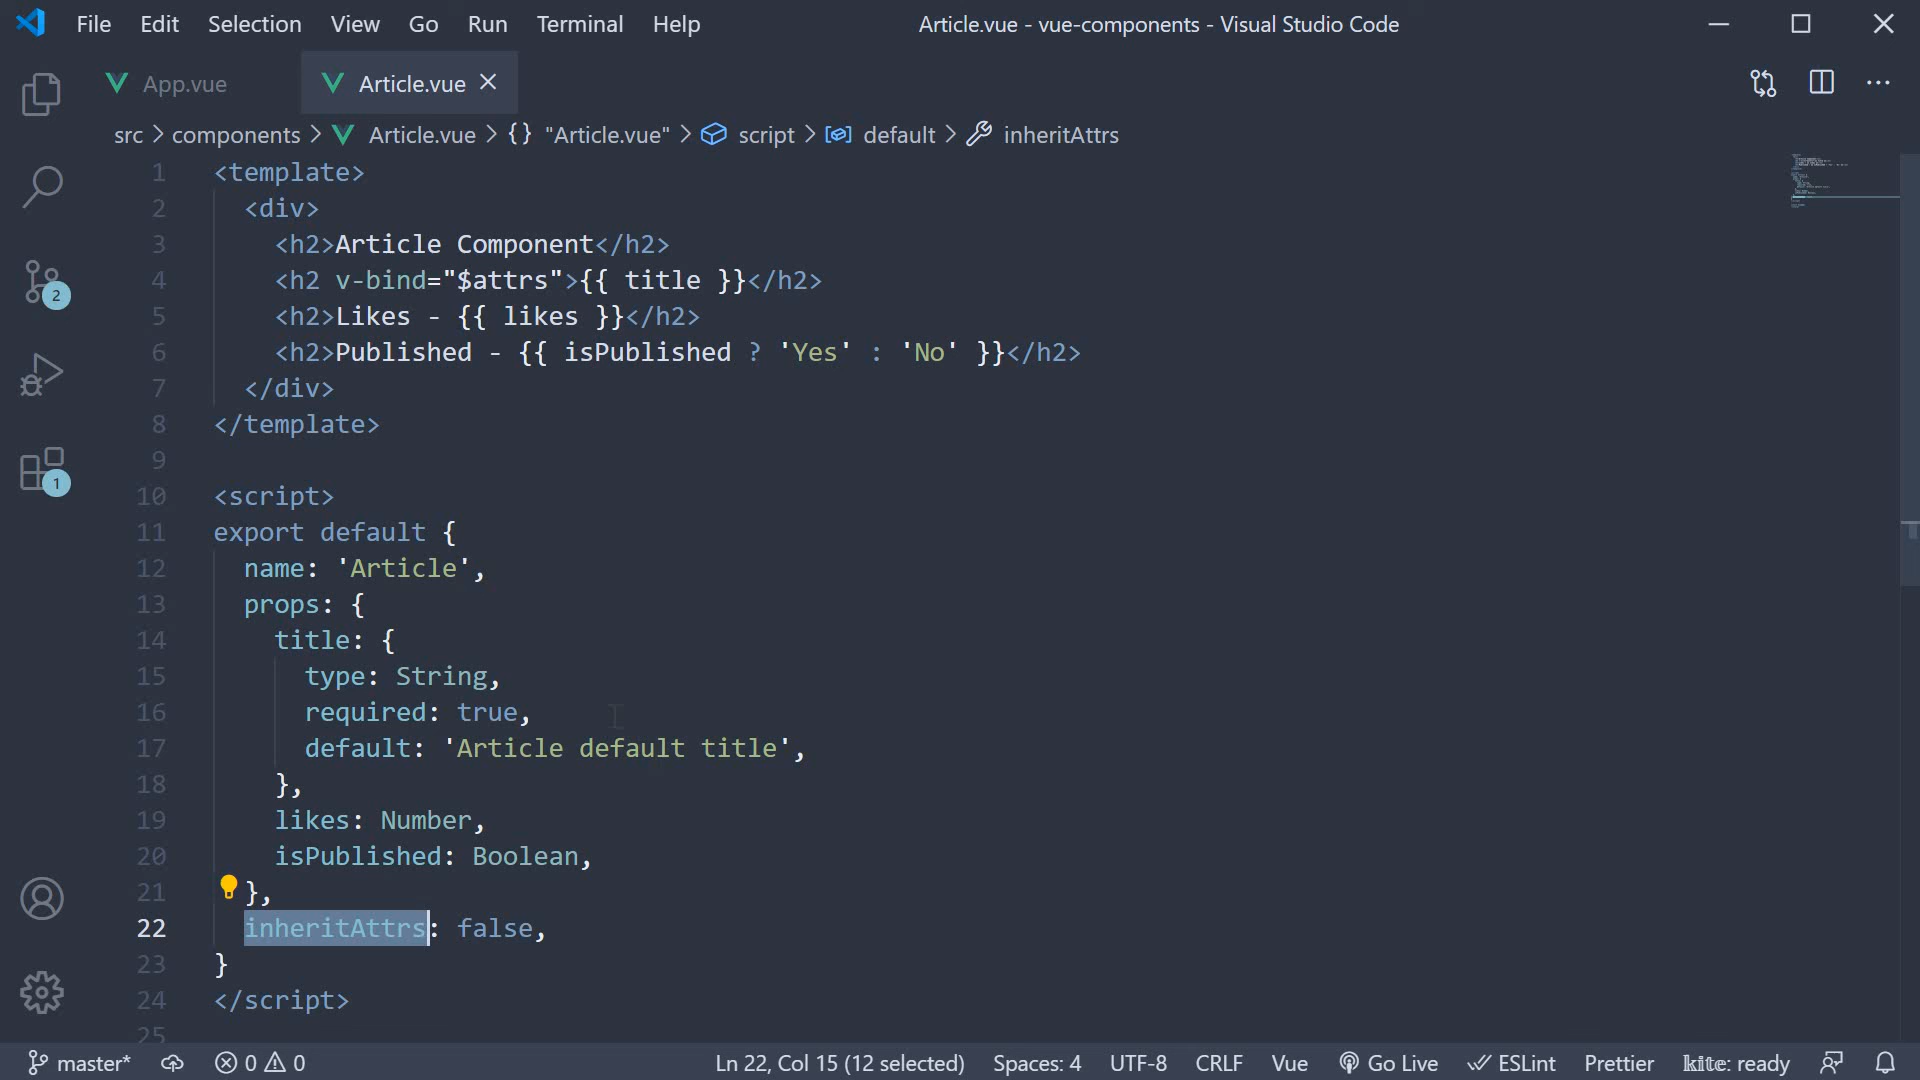 File Edit Selection View Go Run Terminal Help Article.vue - vue-components - Visual Studio Code
App.vue Article.vue
src > components > Article.vue > {} "Article.vue" > script > default > inheritAttrs
1 <template>
2 <div>
3 <h2>Article Component</h2>
4 <h2 v-bind="$attrs">{{ title }}</h2>
5 <h2>Likes - {{ likes }}</h2>
6 <h2>Published - {{ isPublished ? 'Yes' : 'No' }}</h2>
7 </div>
8 </template>
9
10 <script>
11 export default {
12 name: 'Article',
13 props: {
14 title: {
15 type: String,
16 required: true,
17 default: 'Article default title',
18 },
19 likes: Number,
20 isPublished: Boolean,
21 },
22 inheritAttrs: false,
23 }
24 </script>
25
2
1
master* 0 0 Ln 22, Col 15 (12 selected) Spaces: 4 UTF-8 CRLF Vue Go Live ESLint Prettier kite: ready